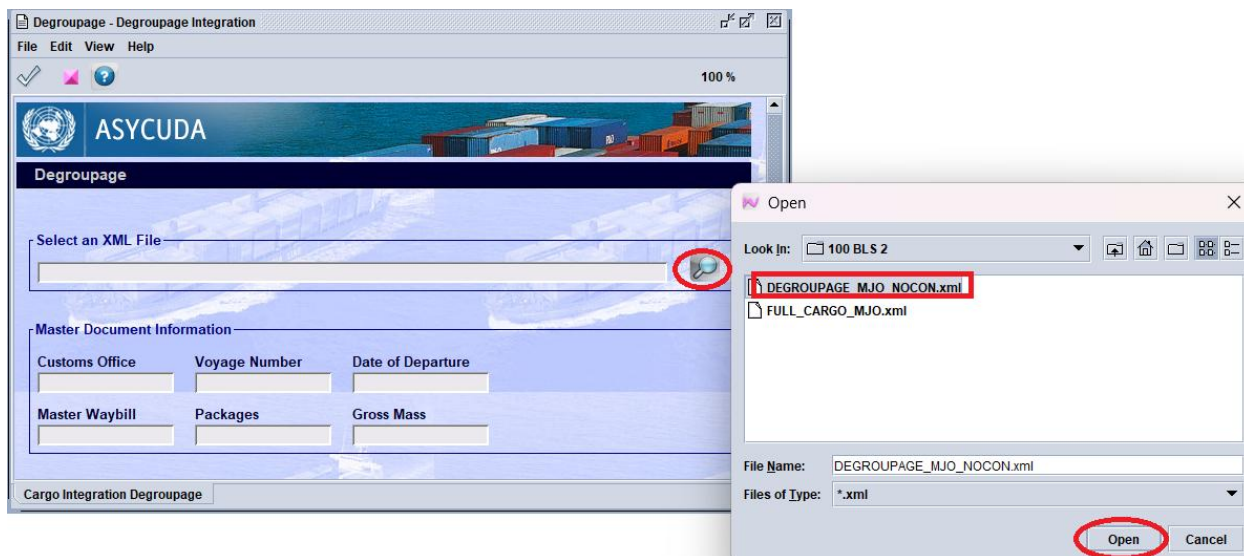 Degroupage - Degroupage Integration
File Edit View Help
100 %
ASYCUDA
Degroupage
Select an XML File
Master Document Information
Customs Office Voyage Number Date of Departure
Master Waybill Packages Gross Mass
Cargo Integration Degroupage
Open
Look In: 100 BLS 2
DEGROUPAGE_MJO_NOCON.xml
FULL_CARGO_MJO.xml
File Name: DEGROUPAGE_MJO_NOCON.xml
Files of Type: *.xml
Open Cancel